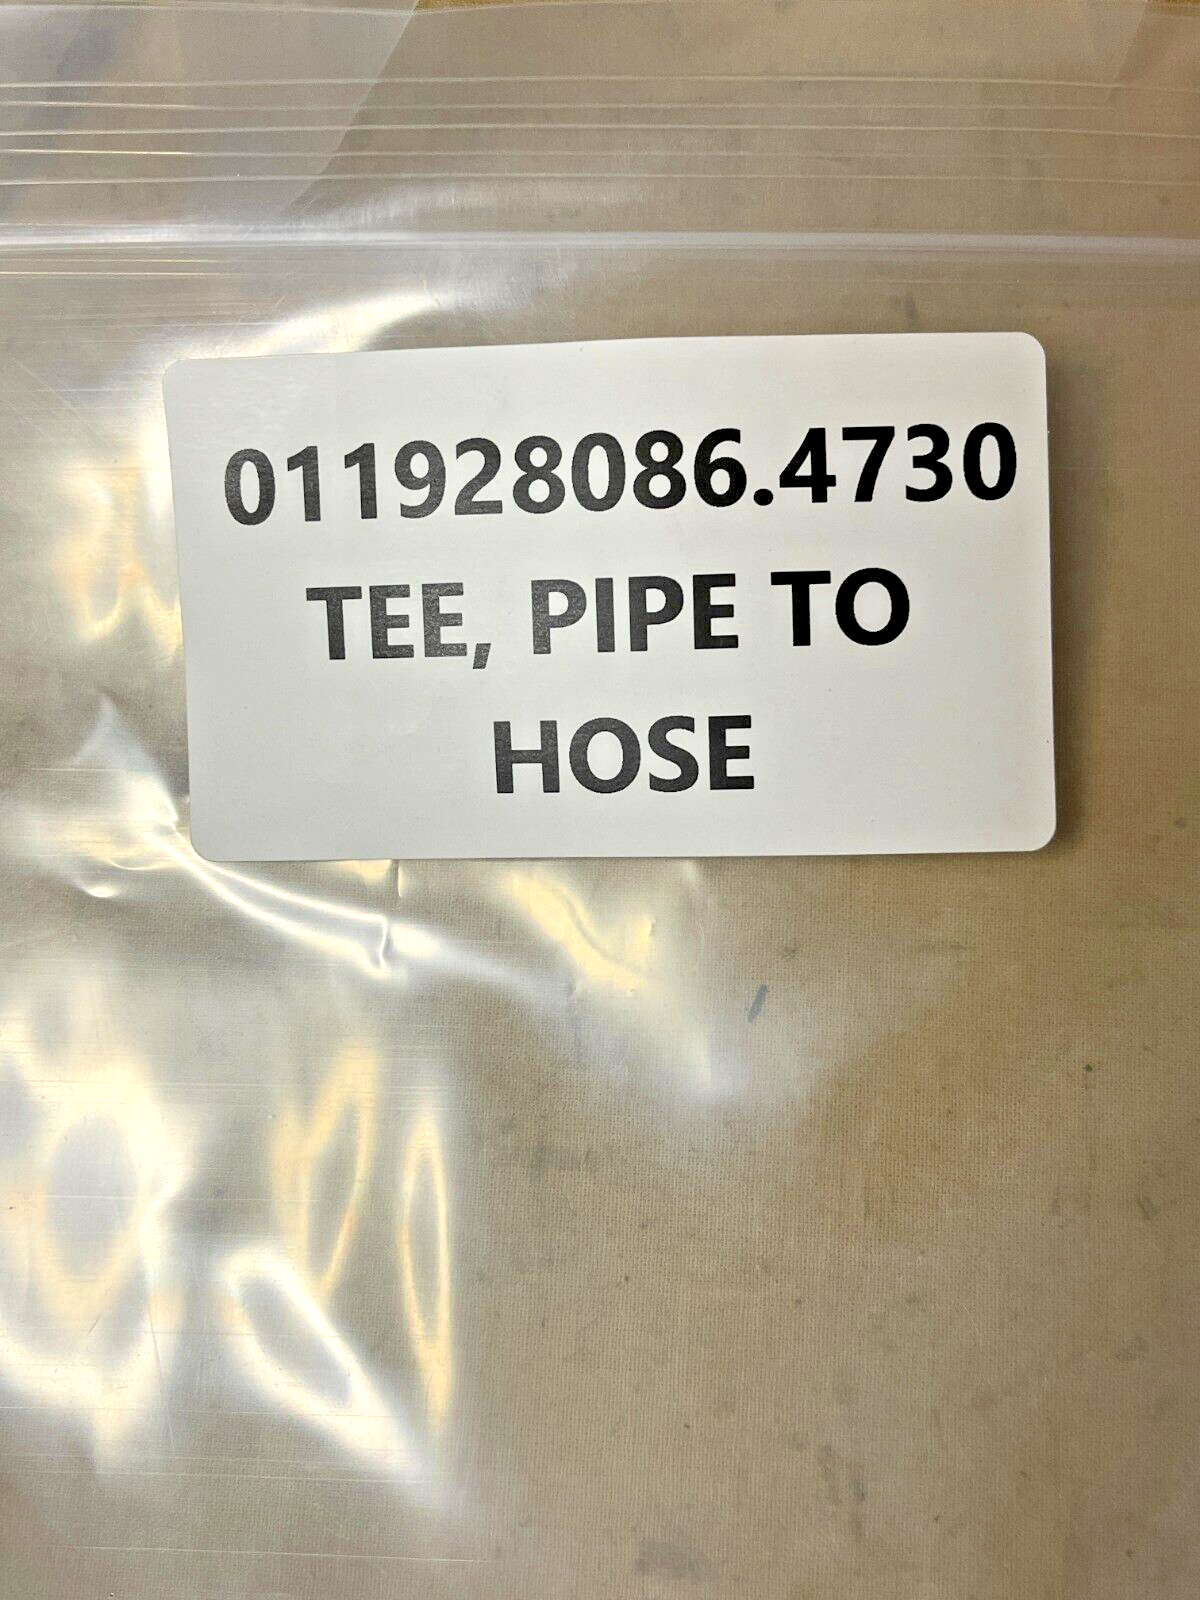 011928086.4730
TEE, PIPE TO
HOSE